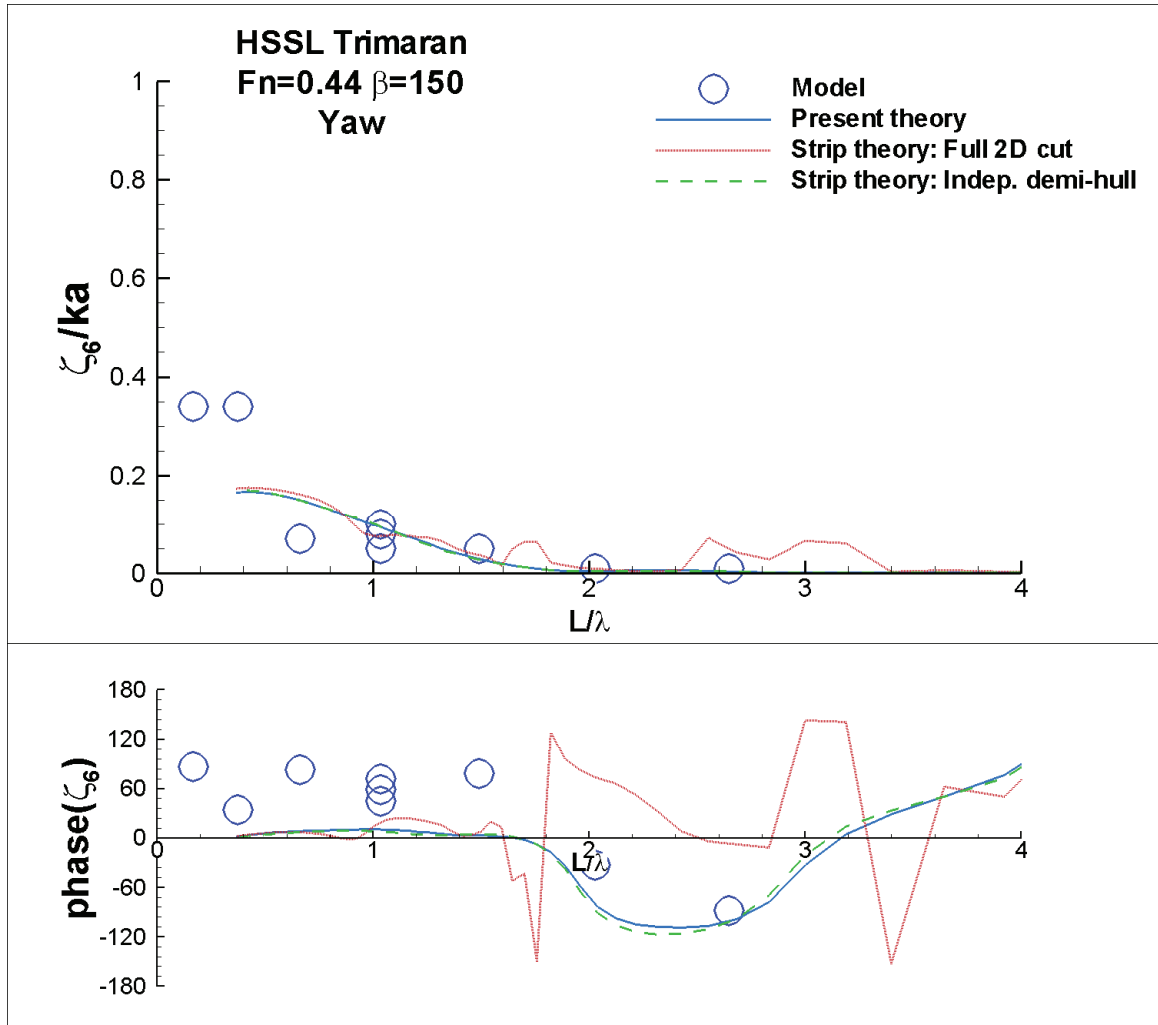 HSSL Trimaran
Fn=0.44 β=150
Yaw
Model
Present theory
Strip theory: Full 2D cut
Strip theory: Indep. demi-hull
1
0.8
0.6
0.4
0.2
0
ζ₆/ka
0 1 2 3 4
L/λ
180
120
60
0
-60
-120
-180
phase(ζ₆)
0 1 2 3 4
L/λ